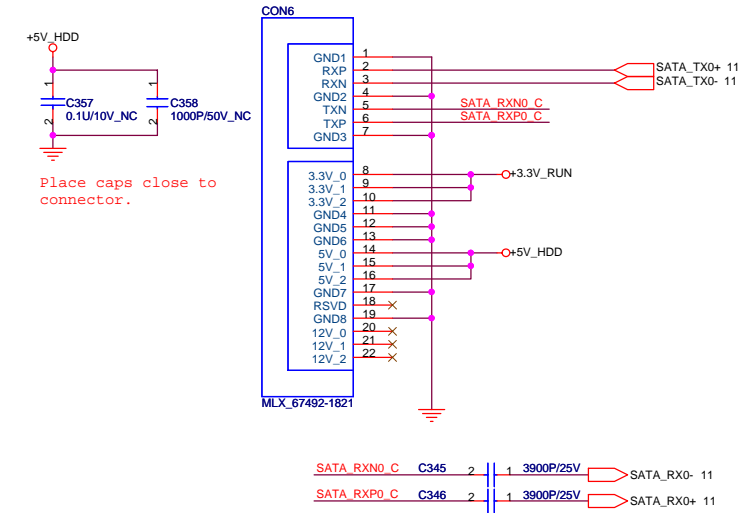 CON6
+5V_HDD
1
1
C357
0.1U/10V_NC
C358
1000P/50V_NC
2
2
Place caps close to
connector.
GND1 1
RXP 2 SATA_TX0+ 11
RXN 3 SATA_TX0- 11
GND2 4
TXN 5 SATA_RXN0_C
TXP 6 SATA_RXP0_C
GND3 7
3.3V_0 8 +3.3V_RUN
3.3V_1 9
3.3V_2 10
GND4 11
GND5 12
GND6 13
5V_0 14 +5V_HDD
5V_1 15
5V_2 16
GND7 17
RSVD 18
GND8 19
12V_0 20
12V_1 21
12V_2 22
MLX_67492-1821
SATA_RXN0_C C345 2 1 3900P/25V SATA_RX0- 11
SATA_RXP0_C C346 2 1 3900P/25V SATA_RX0+ 11